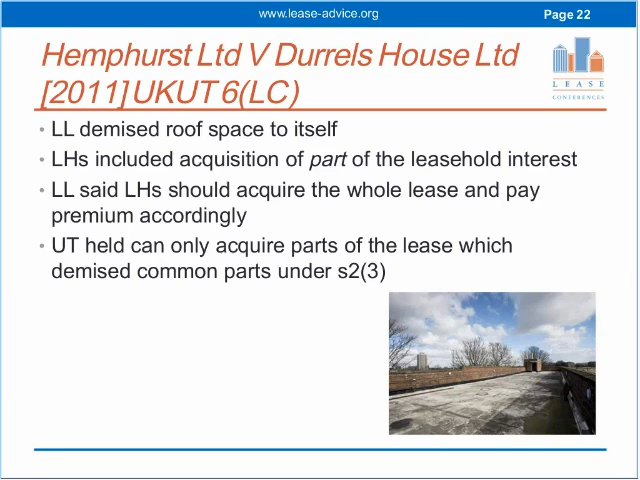 www.lease-advice.org
Page 22
Hemphurst Ltd V Durrels House Ltd
[2011] UKUT 6(LC)
LEASE
CONFERENCES
• LL demised roof space to itself
• LHs included acquisition of part of the leasehold interest
• LL said LHs should acquire the whole lease and pay
premium accordingly
• UT held can only acquire parts of the lease which
demised common parts under s2(3)